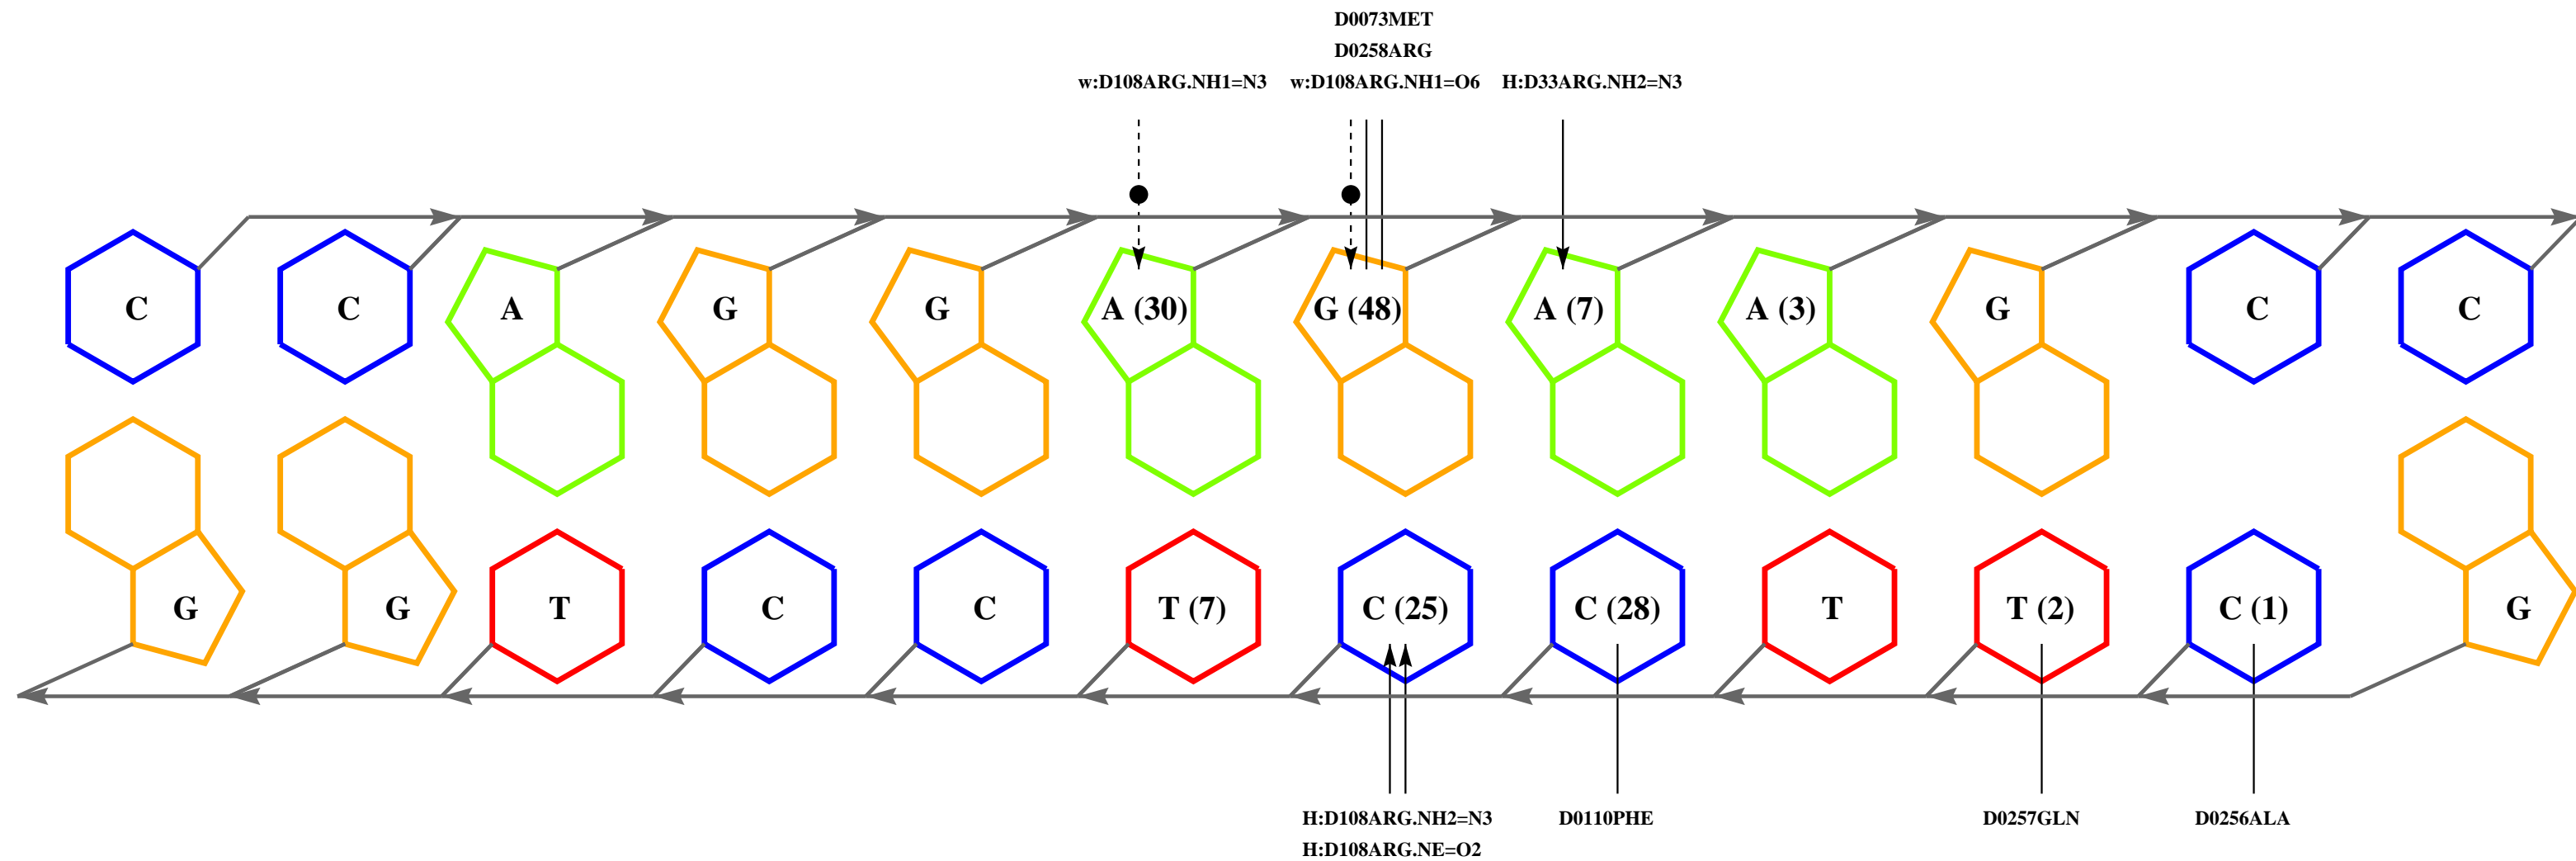 D0073MET
D0258ARG
w:D108ARG.NH1=N3 w:D108ARG.NH1=O6 H:D33ARG.NH2=N3
C C A G G A (30) G (48) A (7) A (3) G C C
G G T C C T (7) C (25) C (28) T T (2) C (1) G
H:D108ARG.NH2=N3 D0110PHE D0257GLN D0256ALA
H:D108ARG.NE=O2